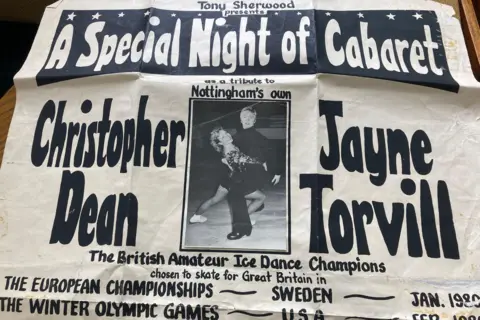 Tony Sherwood
presents
A Special Night of Cabaret
as a tribute to
Nottingham's own
Christopher Dean
Jayne Torvill
The British Amateur Ice Dance Champions
chosen to skate for Great Britain in
THE EUROPEAN CHAMPIONSHIPS — SWEDEN — JAN.
THE WINTER OLYMPIC GAMES — U.S.A. —